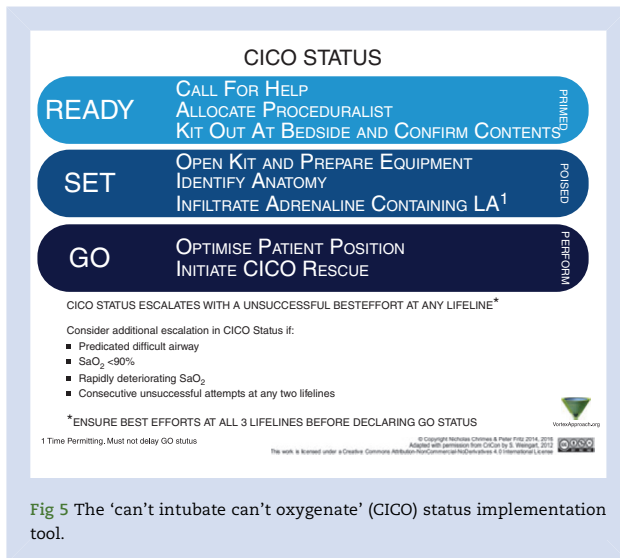 CICO STATUS
READY
CALL FOR HELP
ALLOCATE PROCEDURALIST
KIT OUT AT BEDSIDE AND CONFIRM CONTENTS
PRIMED
SET
OPEN KIT AND PREPARE EQUIPMENT
IDENTIFY ANATOMY
INFILTRATE ADRENALINE CONTAINING LA¹
POISED
GO
OPTIMISE PATIENT POSITION
INITIATE CICO RESCUE
PERFORM
CICO STATUS ESCALATES WITH A UNSUCCESSFUL BESTEFFORT AT ANY LIFELINE*
Consider additional escalation in CICO Status if:
■ Predicated difficult airway
■ SaO₂ <90%
■ Rapidly deteriorating SaO₂
■ Consecutive unsuccessful attempts at any two lifelines
*ENSURE BEST EFFORTS AT ALL 3 LIFELINES BEFORE DECLARING GO STATUS
VortexApproach.org
1 Time Permitting. Must not delay GO status
© Copyright Nicholas Chrimes & Peter Fritz 2014, 2016
Adapted with permission from CriCon by S. Weingart, 2012
This work is licensed under a Creative Commons Attribution-NonCommercial-NoDerivatives 4.0 International License
Fig 5 The ‘can’t intubate can’t oxygenate’ (CICO) status implementation
tool.